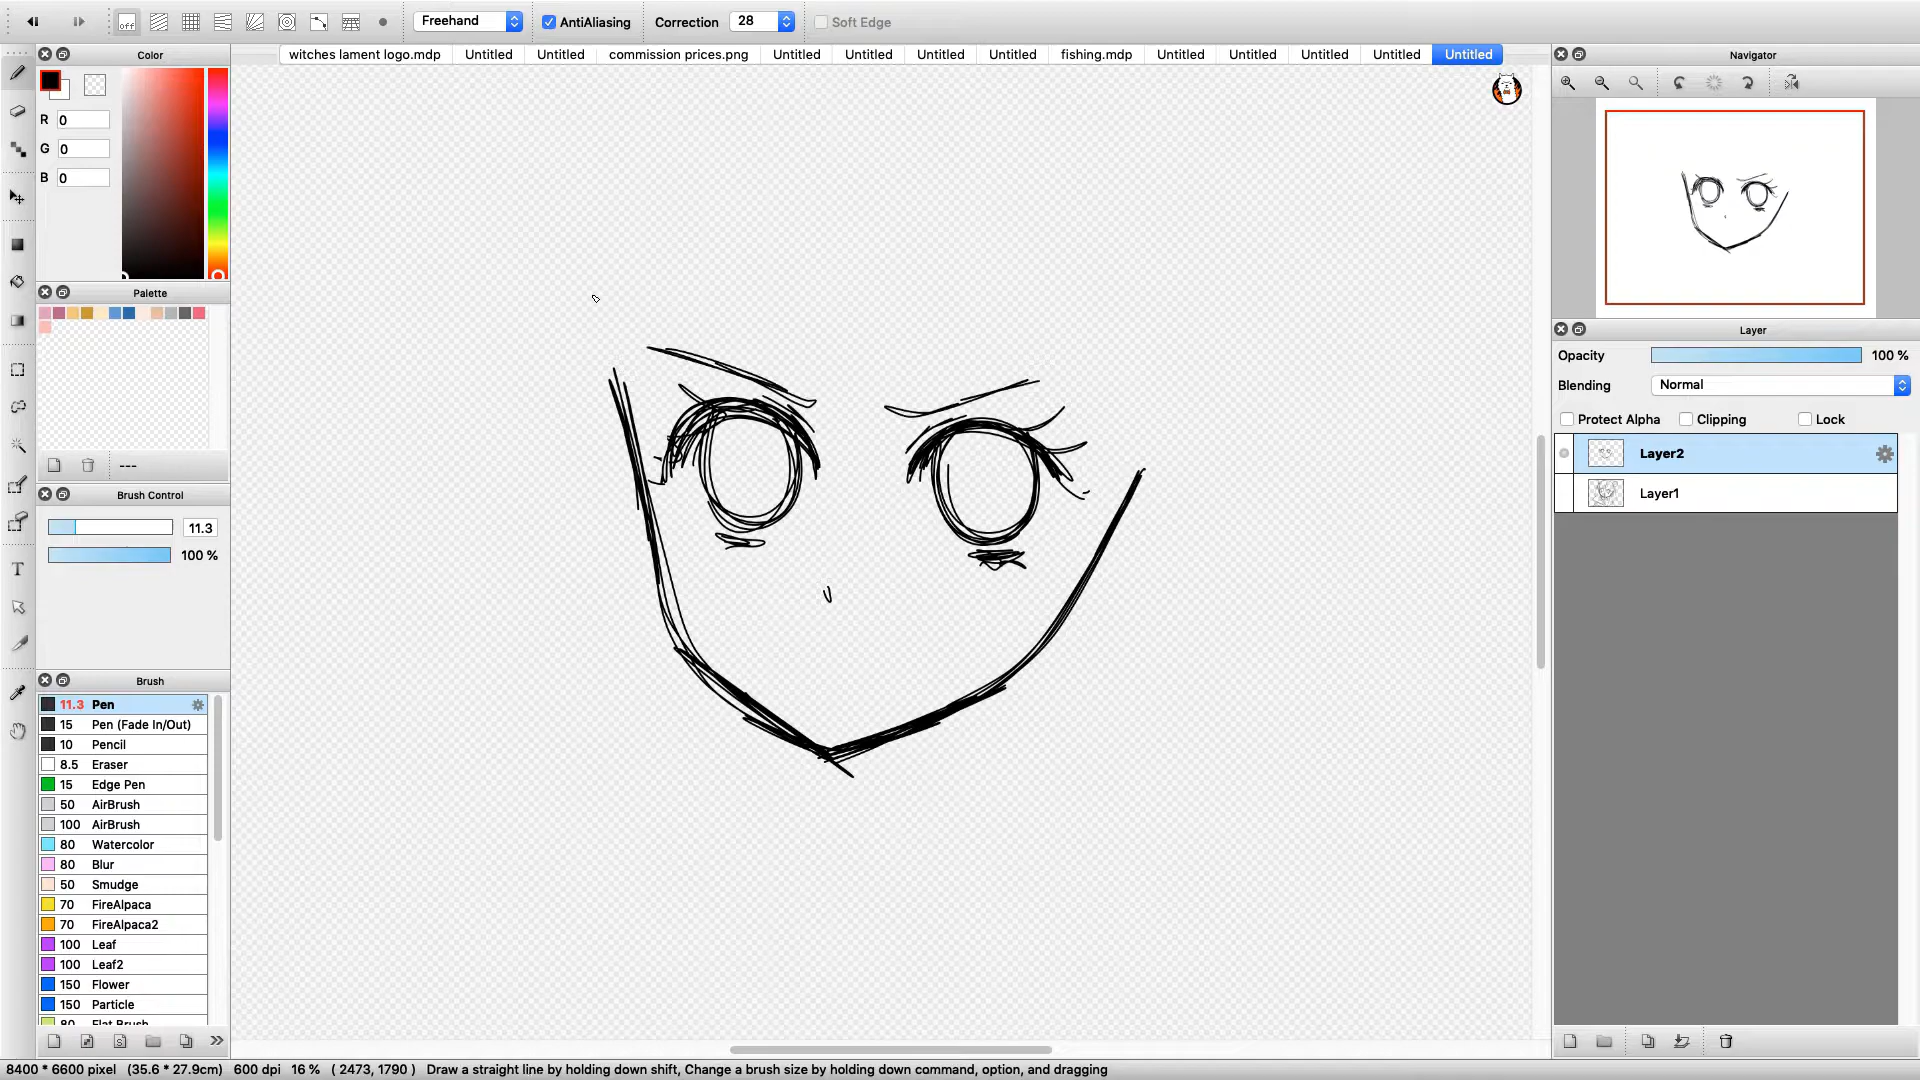 Freehand AntiAliasing Correction 28 Soft Edge
witches lament logo.mdp Untitled Untitled commission prices.png Untitled Untitled Untitled Untitled fishing.mdp Untitled Untitled Untitled Untitled Untitled
Color
R 0
G 0
B 0
Palette
---
Brush Control
11.3
100 %
Brush
11.3 Pen
15 Pen (Fade In/Out)
10 Pencil
8.5 Eraser
15 Edge Pen
50 AirBrush
100 AirBrush
80 Watercolor
80 Blur
50 Smudge
70 FireAlpaca
70 FireAlpaca2
100 Leaf
100 Leaf2
150 Flower
150 Particle
80 Flat Brush
Navigator
Layer
Opacity 100 %
Blending Normal
Protect Alpha Clipping Lock
Layer2
Layer1
8400 * 6600 pixel (35.6 * 27.9cm) 600 dpi 16 % ( 2473, 1790 ) Draw a straight line by holding down shift, Change a brush size by holding down command, option, and dragging